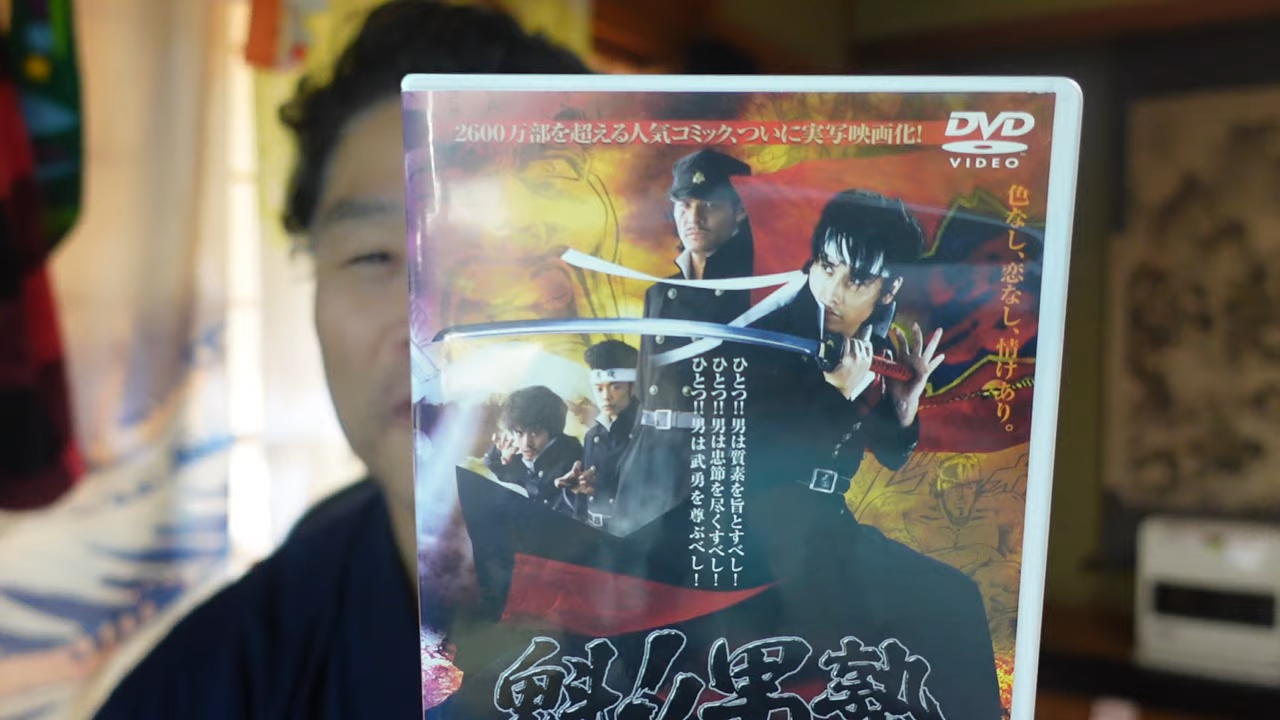 2600万部を超える人気コミック、ついに実写映画化!
DVD
VIDEO
色なし、恋なし、情けあり。
ひとつ!!男は質素を旨とすべし!
ひとつ!!男は忠節を尽くすべし!
ひとつ!!男は武勇を尊ぶべし!
魁!!男塾